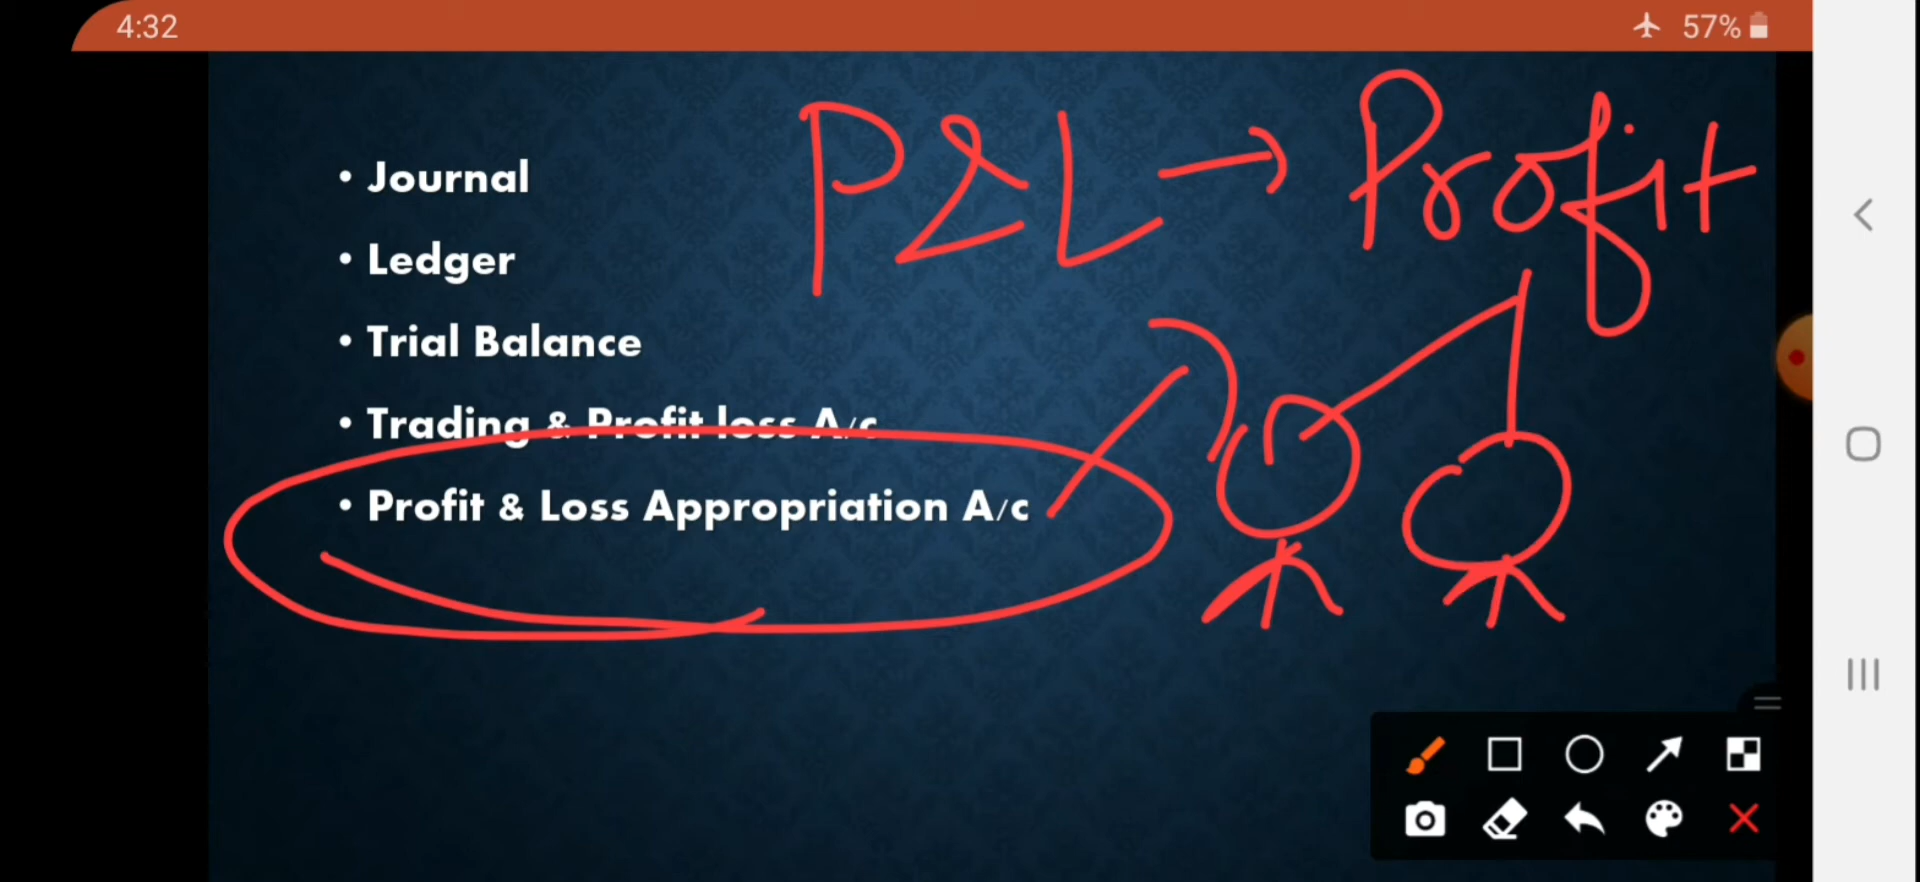 4:32
57%
P&L → Profit
• Journal
• Ledger
• Trial Balance
• Trading & Profit loss A/c
• Profit & Loss Appropriation A/c